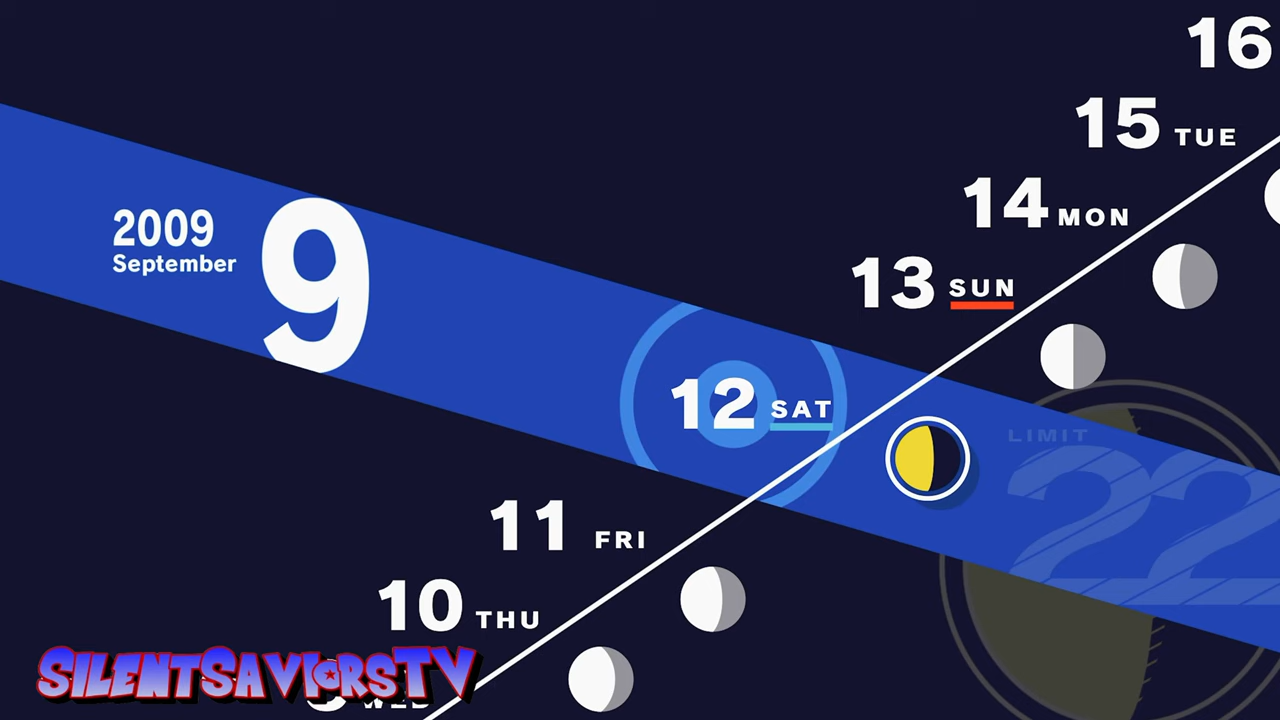 16
15 TUE
14 MON
13 SUN
2009
September
9
12 SAT
LIMIT
22
11 FRI
10 THU
WED
SILENTSAVIORSTV